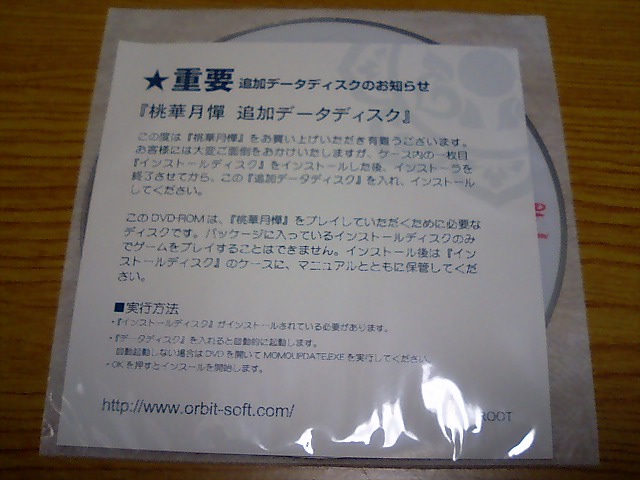 ★重要 追加データディスクのお知らせ
『桃華月憚 追加データディスク』
この度は『桃華月憚』をお買い上げいただき有難うございます。
お客様には大変ご面倒をおかけいたしますが、ケース内の一枚目
『インストールディスク』をインストールした後、インストーラを
終了させてから、この『追加データディスク』を入れ、インストール
してください。
このDVD-ROMは、『桃華月憚』をプレイしていただくために必要な
ディスクです。パッケージに入っているインストールディスクのみ
でゲームをプレイすることはできません。インストール後は『イン
ストールディスク』のケースに、マニュアルとともに保管してくだ
さい。
■実行方法
・『インストールディスク』がインストールされている必要があります。
・『データディスク』を入れると自動的に起動します。
自動起動しない場合はDVDを開いてMOMOUPDATE.EXEを実行してください。
・OKを押すとインスールを開始します。
http://www.orbit-soft.com/
ROOT